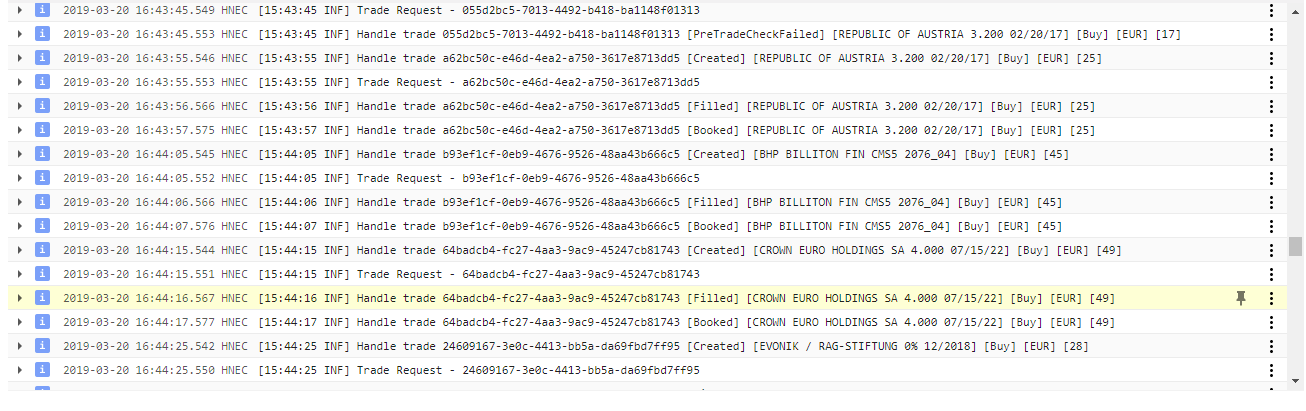 2019-03-20 16:43:45.549 HNEC [15:43:45 INF] Trade Request - 055d2bc5-7013-4492-b418-ba1148f01313
2019-03-20 16:43:45.553 HNEC [15:43:45 INF] Handle trade 055d2bc5-7013-4492-b418-ba1148f01313 [PreTradeCheckFailed] [REPUBLIC OF AUSTRIA 3.200 02/20/17] [Buy] [EUR] [17]
2019-03-20 16:43:55.546 HNEC [15:43:55 INF] Handle trade a62bc50c-e46d-4ea2-a750-3617e8713dd5 [Created] [REPUBLIC OF AUSTRIA 3.200 02/20/17] [Buy] [EUR] [25]
2019-03-20 16:43:55.553 HNEC [15:43:55 INF] Trade Request - a62bc50c-e46d-4ea2-a750-3617e8713dd5
2019-03-20 16:43:56.566 HNEC [15:43:56 INF] Handle trade a62bc50c-e46d-4ea2-a750-3617e8713dd5 [Filled] [REPUBLIC OF AUSTRIA 3.200 02/20/17] [Buy] [EUR] [25]
2019-03-20 16:43:57.575 HNEC [15:43:57 INF] Handle trade a62bc50c-e46d-4ea2-a750-3617e8713dd5 [Booked] [REPUBLIC OF AUSTRIA 3.200 02/20/17] [Buy] [EUR] [25]
2019-03-20 16:44:05.545 HNEC [15:44:05 INF] Handle trade b93ef1cf-0eb9-4676-9526-48aa43b666c5 [Created] [BHP BILLITON FIN CMS5 2076_04] [Buy] [EUR] [45]
2019-03-20 16:44:05.552 HNEC [15:44:05 INF] Trade Request - b93ef1cf-0eb9-4676-9526-48aa43b666c5
2019-03-20 16:44:06.566 HNEC [15:44:06 INF] Handle trade b93ef1cf-0eb9-4676-9526-48aa43b666c5 [Filled] [BHP BILLITON FIN CMS5 2076_04] [Buy] [EUR] [45]
2019-03-20 16:44:07.576 HNEC [15:44:07 INF] Handle trade b93ef1cf-0eb9-4676-9526-48aa43b666c5 [Booked] [BHP BILLITON FIN CMS5 2076_04] [Buy] [EUR] [45]
2019-03-20 16:44:15.544 HNEC [15:44:15 INF] Handle trade 64badcb4-fc27-4aa3-9ac9-45247cb81743 [Created] [CROWN EURO HOLDINGS SA 4.000 07/15/22] [Buy] [EUR] [49]
2019-03-20 16:44:15.551 HNEC [15:44:15 INF] Trade Request - 64badcb4-fc27-4aa3-9ac9-45247cb81743
2019-03-20 16:44:16.567 HNEC [15:44:16 INF] Handle trade 64badcb4-fc27-4aa3-9ac9-45247cb81743 [Filled] [CROWN EURO HOLDINGS SA 4.000 07/15/22] [Buy] [EUR] [49]
2019-03-20 16:44:17.577 HNEC [15:44:17 INF] Handle trade 64badcb4-fc27-4aa3-9ac9-45247cb81743 [Booked] [CROWN EURO HOLDINGS SA 4.000 07/15/22] [Buy] [EUR] [49]
2019-03-20 16:44:25.542 HNEC [15:44:25 INF] Handle trade 24609167-3e0c-4413-bb5a-da69fbd7ff95 [Created] [EVONIK / RAG-STIFTUNG 0% 12/2018] [Buy] [EUR] [28]
2019-03-20 16:44:25.550 HNEC [15:44:25 INF] Trade Request - 24609167-3e0c-4413-bb5a-da69fbd7ff95